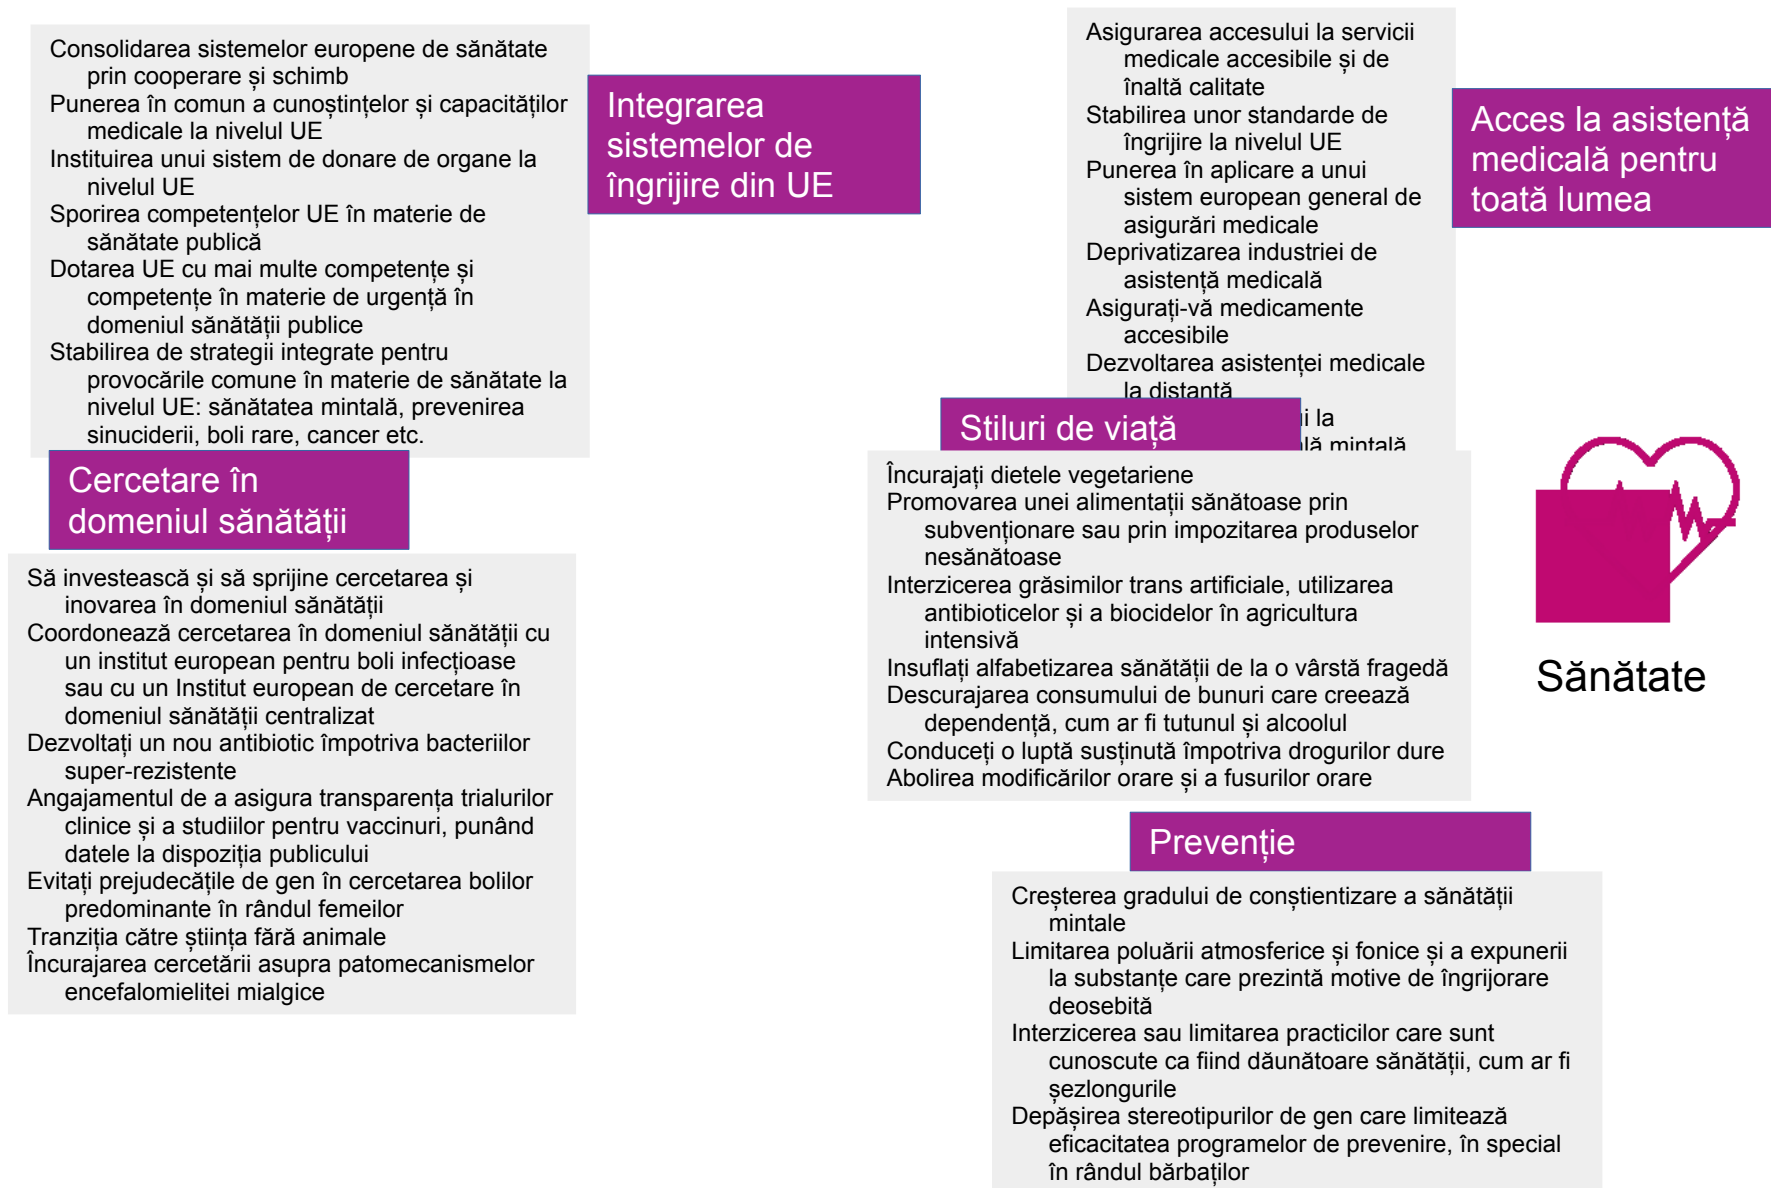 Consolidarea sistemelor europene de sănătate
prin cooperare și schimb
Punerea în comun a cunoștințelor și capacităților
medicale la nivelul UE
Instituirea unui sistem de donare de organe la
nivelul UE
Sporirea competențelor UE în materie de
sănătate publică
Dotarea UE cu mai multe competențe și
competențe în materie de urgență în
domeniul sănătății publice
Stabilirea de strategii integrate pentru
provocările comune în materie de sănătate la
nivelul UE: sănătatea mintală, prevenirea
sinuciderii, boli rare, cancer etc.
Integrarea
sistemelor de
îngrijire din UE
Asigurarea accesului la servicii
medicale accesibile și de
înaltă calitate
Stabilirea unor standarde de
îngrijire la nivelul UE
Punerea în aplicare a unui
sistem european general de
asigurări medicale
Deprivatizarea industriei de
asistență medicală
Asigurați-vă medicamente
accesibile
Dezvoltarea asistenței medicale
la distanță
la
mintală
Acces la asistență
medicală pentru
toată lumea
Cercetare în
domeniul sănătății
Să investească și să sprijine cercetarea și
inovarea în domeniul sănătății
Coordonează cercetarea în domeniul sănătății cu
un institut european pentru boli infecțioase
sau cu un Institut european de cercetare în
domeniul sănătății centralizat
Dezvoltați un nou antibiotic împotriva bacteriilor
super-rezistente
Angajamentul de a asigura transparența trialurilor
clinice și a studiilor pentru vaccinuri, punând
datele la dispoziția publicului
Evitați prejudecățile de gen în cercetarea bolilor
predominante în rândul femeilor
Tranziția către știința fără animale
Încurajarea cercetării asupra patomecanismelor
encefalomielitei mialgice
Stiluri de viață
Încurajați dietele vegetariene
Promovarea unei alimentații sănătoase prin
subvenționare sau prin impozitarea produselor
nesănătoase
Interzicerea grăsimilor trans artificiale, utilizarea
antibioticelor și a biocidelor în agricultura
intensivă
Insuflați alfabetizarea sănătății de la o vârstă fragedă
Descurajarea consumului de bunuri care creează
dependență, cum ar fi tutunul și alcoolul
Conduceți o luptă susținută împotriva drogurilor dure
Abolirea modificărilor orare și a fusurilor orare
Sănătate
Prevenție
Creșterea gradului de conștientizare a sănătății
mintale
Limitarea poluării atmosferice și fonice și a expunerii
la substanțe care prezintă motive de îngrijorare
deosebită
Interzicerea sau limitarea practicilor care sunt
cunoscute ca fiind dăunătoare sănătății, cum ar fi
șezlongurile
Depășirea stereotipurilor de gen care limitează
eficacitatea programelor de prevenire, în special
în rândul bărbaților